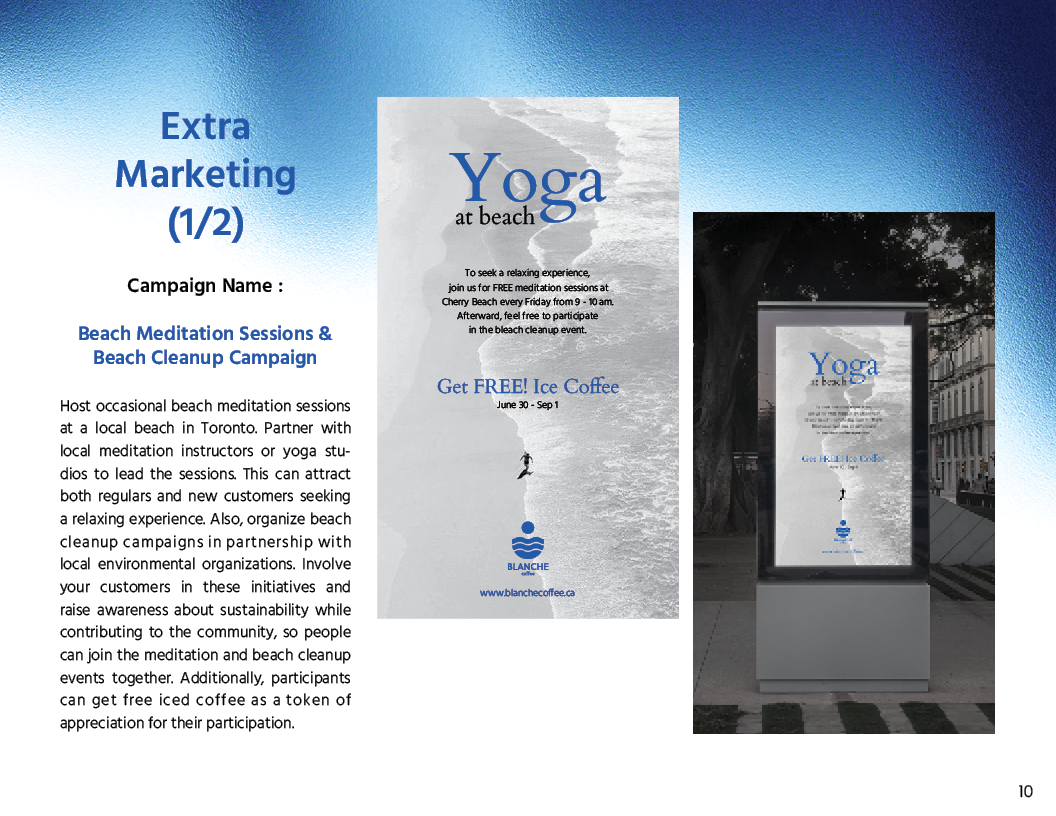 Extra
Marketing
(1/2)
Campaign Name :
Beach Meditation Sessions &
Beach Cleanup Campaign
Host occasional beach meditation sessions
at a local beach in Toronto. Partner with
local meditation instructors or yoga stu-
dios to lead the sessions. This can attract
both regulars and new customers seeking
a relaxing experience. Also, organize beach
cleanup campaigns in partnership with
local environmental organizations. Involve
your customers in these initiatives and
raise awareness about sustainability while
contributing to the community, so people
can join the meditation and beach cleanup
events together. Additionally, participants
can get free iced coffee as a token of
appreciation for their participation.
Yoga
at beach
To seek a relaxing experience,
join us for FREE meditation sessions at
Cherry Beach every Friday from 9 - 10 am.
Afterward, feel free to participate
in the bleach cleanup event.
Get FREE! Ice Coffee
June 30 - Sep 1
BLANCHE
coffee
www.blanchecoffee.ca
Yoga
at beach
Get FREE! Ice Coffee
10